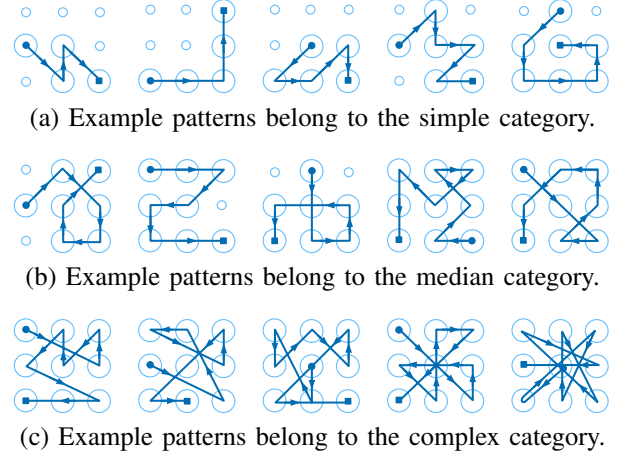 (a) Example patterns belong to the simple category.
(b) Example patterns belong to the median category.
(c) Example patterns belong to the complex category.